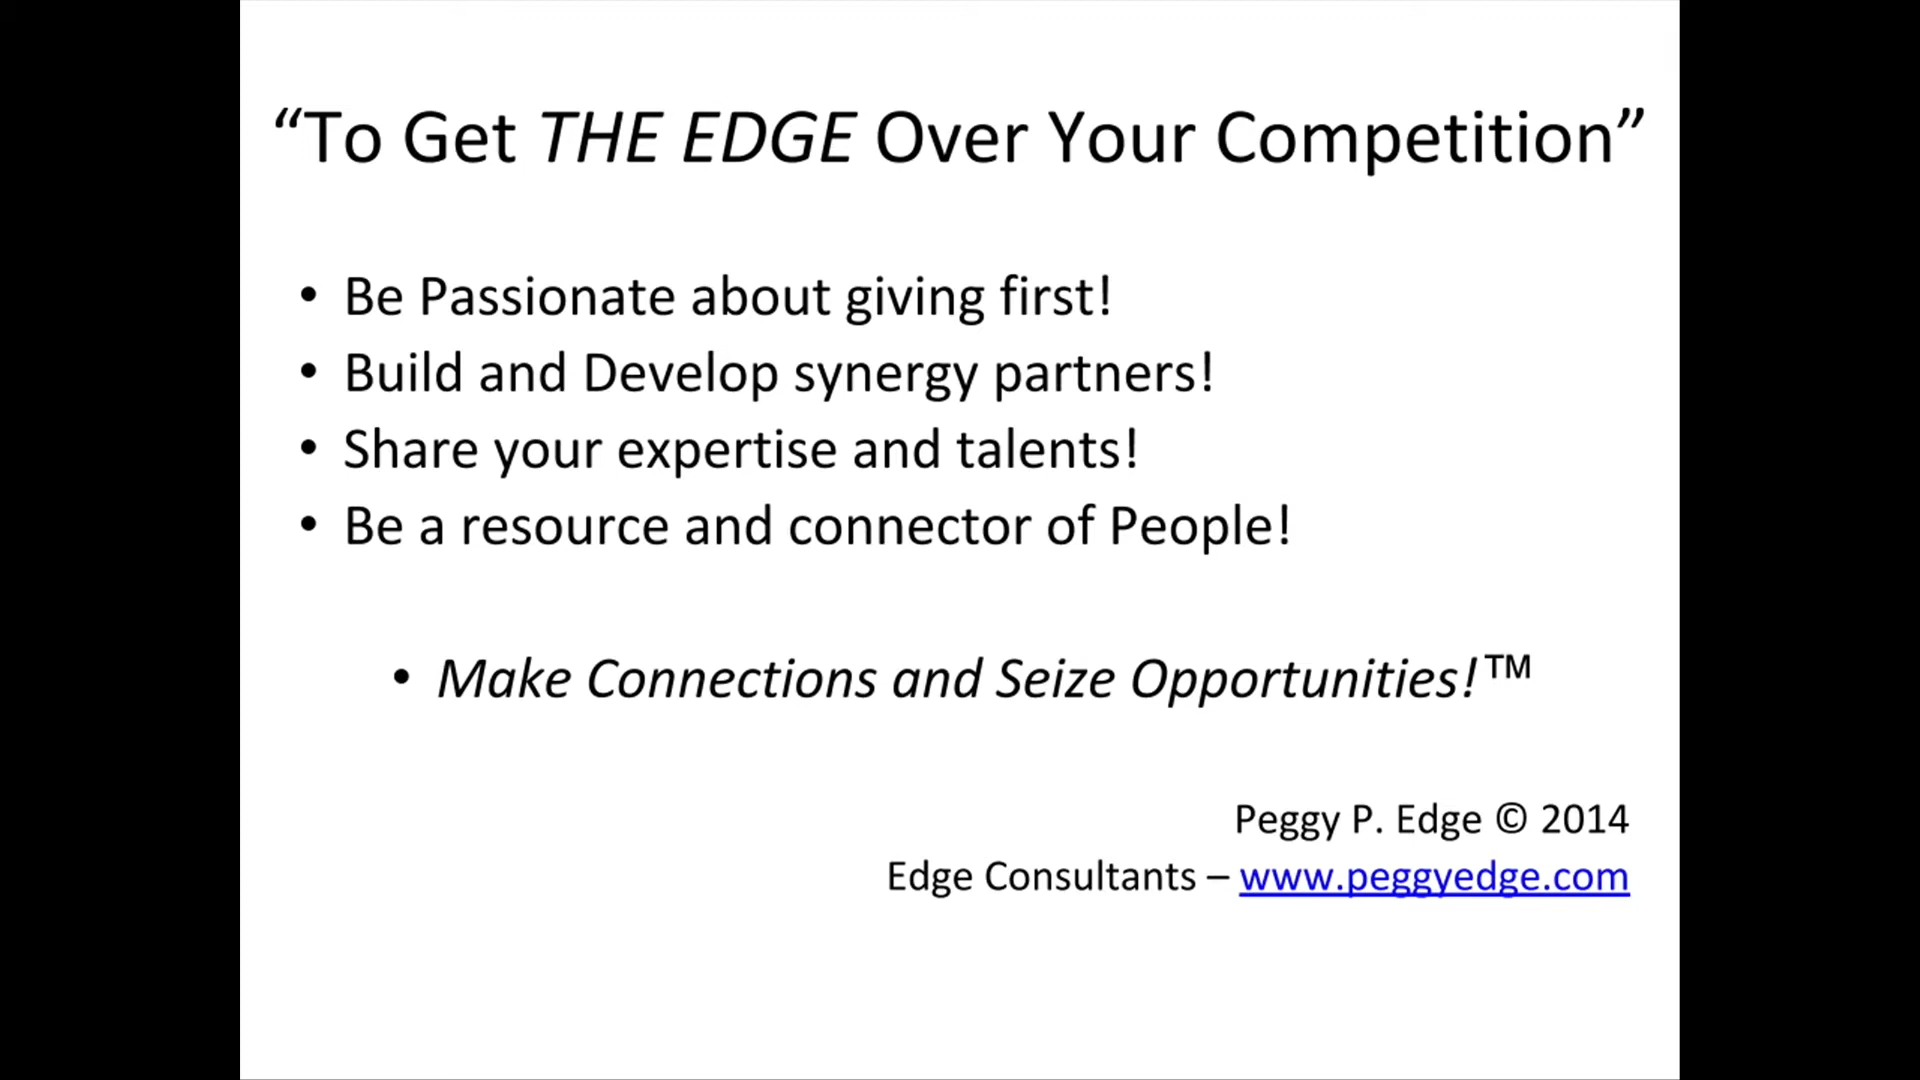 “To Get THE EDGE Over Your Competition”
• Be Passionate about giving first!
• Build and Develop synergy partners!
• Share your expertise and talents!
• Be a resource and connector of People!
• Make Connections and Seize Opportunities!™
Peggy P. Edge © 2014
Edge Consultants – www.peggyedge.com